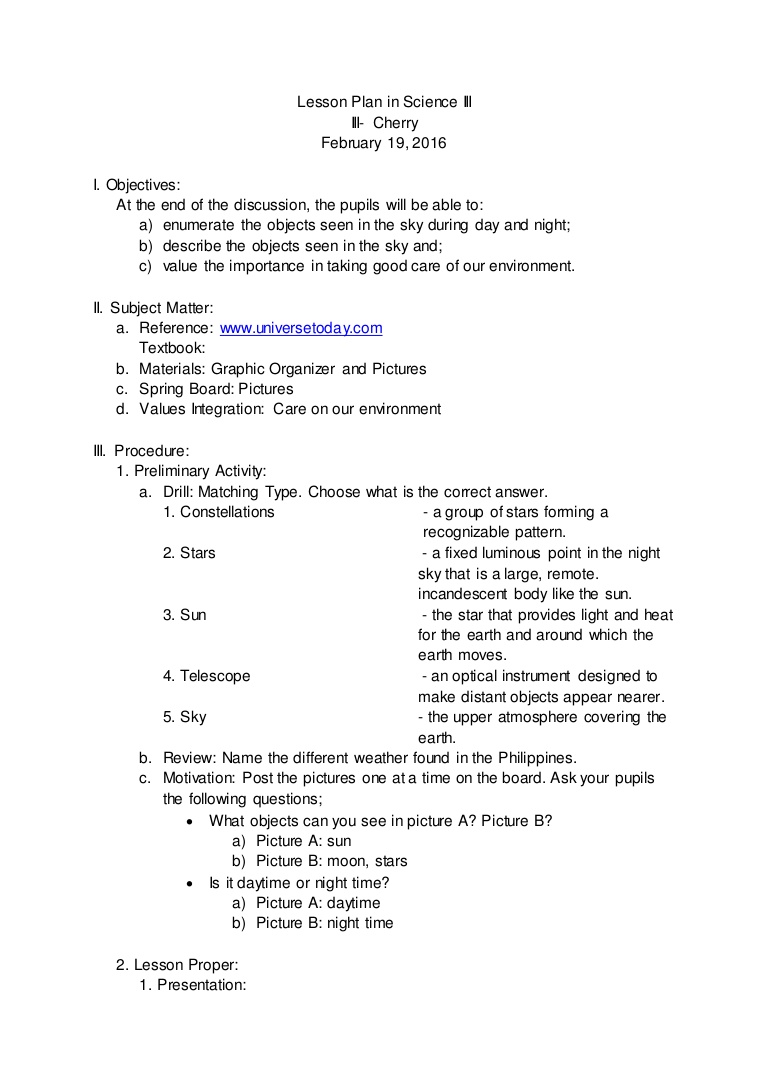 Lesson Plan in Science III
III- Cherry
February 19, 2016
I. Objectives:
At the end of the discussion, the pupils will be able to:
a) enumerate the objects seen in the sky during day and night;
b) describe the objects seen in the sky and;
c) value the importance in taking good care of our environment.
II. Subject Matter:
a. Reference: www.universetoday.com
Textbook:
b. Materials: Graphic Organizer and Pictures
c. Spring Board: Pictures
d. Values Integration: Care on our environment
III. Procedure:
1. Preliminary Activity:
a. Drill: Matching Type. Choose what is the correct answer.
1. Constellations - a group of stars forming a
recognizable pattern.
2. Stars - a fixed luminous point in the night
sky that is a large, remote.
incandescent body like the sun.
3. Sun - the star that provides light and heat
for the earth and around which the
earth moves.
4. Telescope - an optical instrument designed to
make distant objects appear nearer.
5. Sky - the upper atmosphere covering the
earth.
b. Review: Name the different weather found in the Philippines.
c. Motivation: Post the pictures one at a time on the board. Ask your pupils
the following questions;
• What objects can you see in picture A? Picture B?
a) Picture A: sun
b) Picture B: moon, stars
• Is it daytime or night time?
a) Picture A: daytime
b) Picture B: night time
2. Lesson Proper:
1. Presentation: